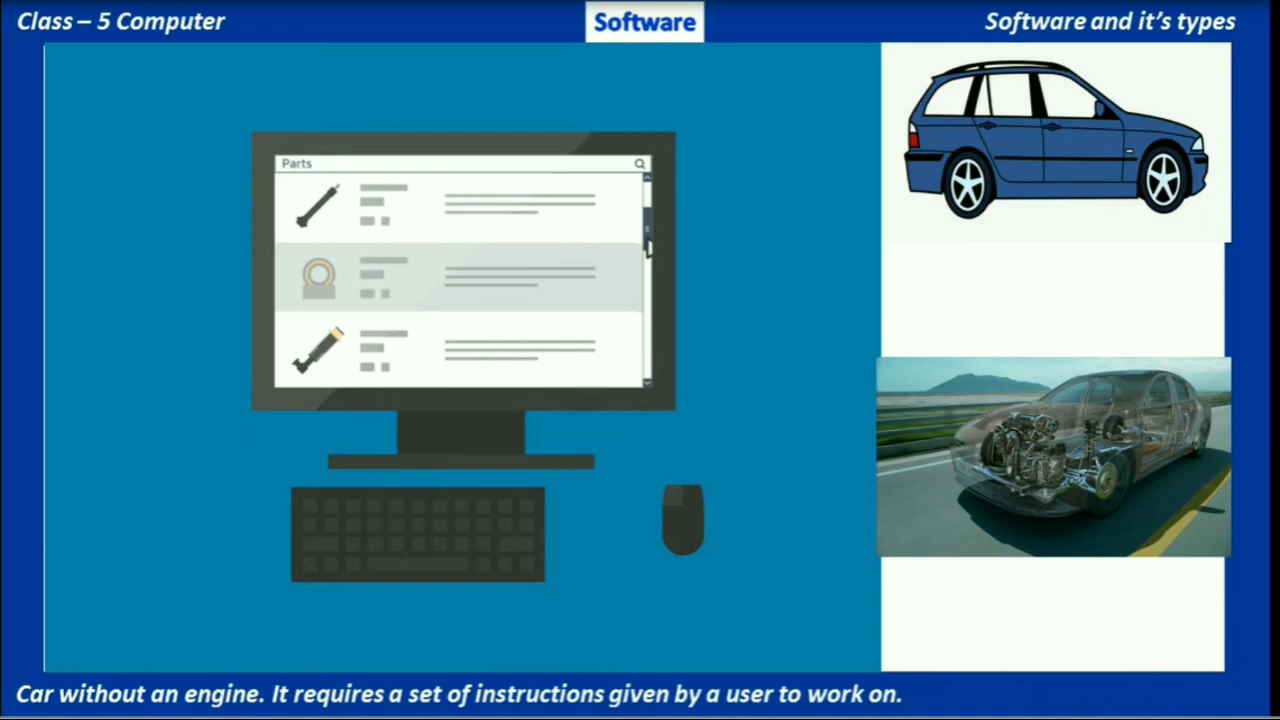 Class – 5 Computer
Software
Software and it's types
Parts
Car without an engine. It requires a set of instructions given by a user to work on.